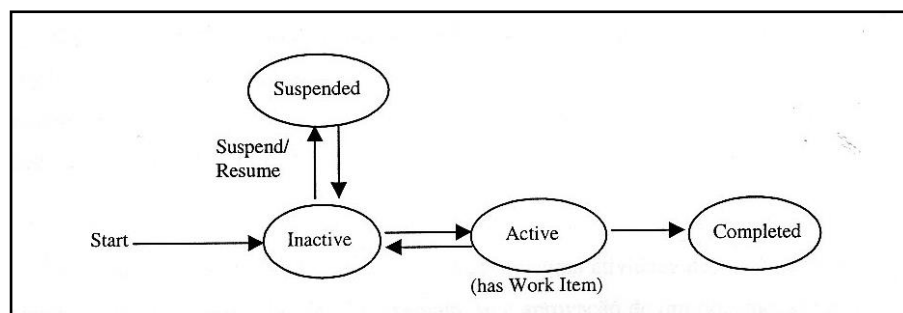 Suspended
Suspend/
Resume
Start
Inactive
Active
Completed
(has Work Item)